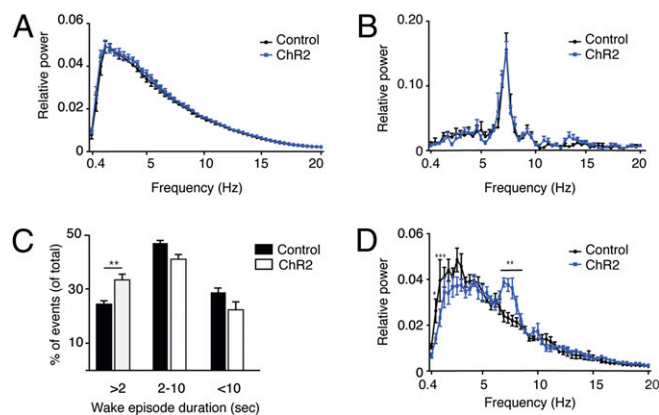 A
0.06
0.04
0.02
0
Relative power
Control
ChR2
0.4
5
10
15
20
Frequency (Hz)
B
0.20
0.10
0
Relative power
Control
ChR2
0.4
5
10
15
20
Frequency (Hz)
C
50
30
10
% of events (of total)
**
Control
ChR2
>2
2-10
<10
Wake episode duration (sec)
D
0.06
0.04
0.02
0
Relative power
***
**
Control
ChR2
0.4
5
10
15
20
Frequency (Hz)